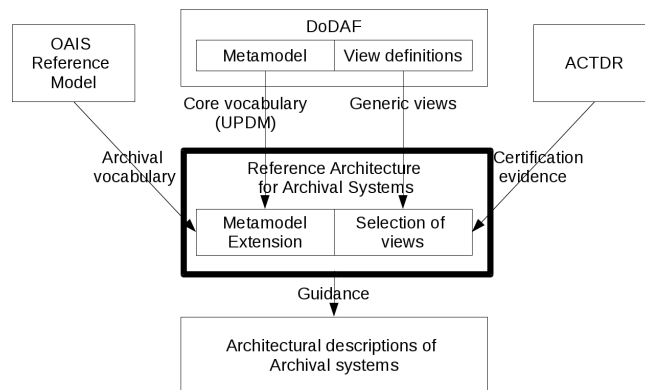 DoDAF
OAIS
Reference
Model
Metamodel
View definitions
ACTDR
Core vocabulary
(UPDM)
Generic views
Archival
vocabulary
Certification
evidence
Reference Architecture
for Archival Systems
Metamodel
Extension
Selection of
views
Guidance
Architectural descriptions of
Archival systems